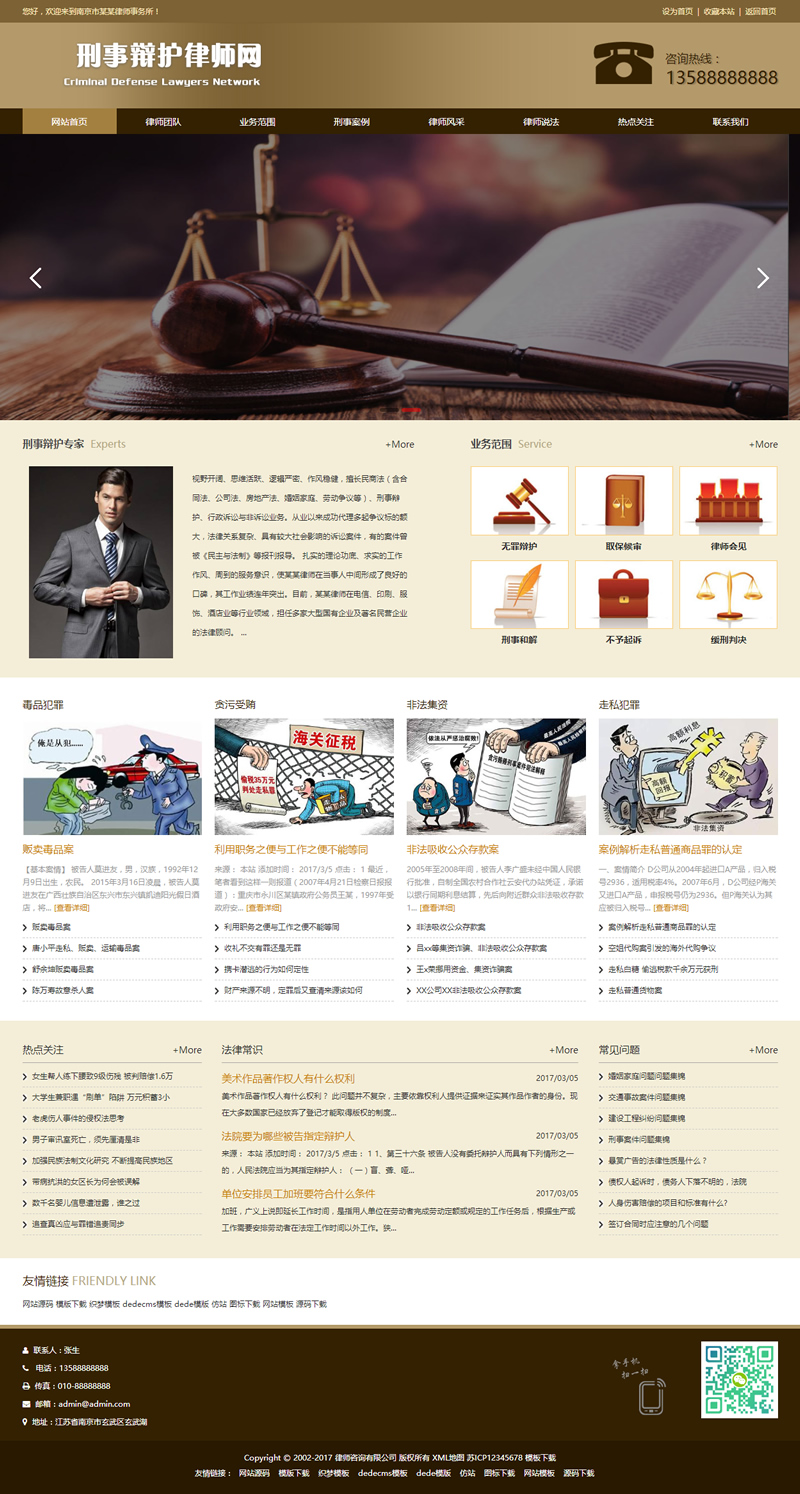 您好，欢迎来到南京市某某律师事务所！
设为首页 | 收藏本站 | 返回首页
刑事辩护律师网
Criminal Defense Lawyers Network
咨询热线：
13588888888
网站首页 律师团队 业务范围 刑事案例 律师风采 律师说法 热点关注 联系我们
刑事辩护专家 Experts +More
视野开阔、思维活跃、逻辑严密、作风稳健，擅长民商法（含合
同法、公司法、房地产法、婚姻家庭、劳动争议等）、刑事辩
护、行政诉讼与非诉讼业务。从业以来成功代理多起争议标的额
大，法律关系复杂、具有较大社会影响的诉讼案件，有的案件曾
被《民主与法制》等报刊报导。 扎实的理论功底、求实的工作
作风、周到的服务意识，使某某律师在当事人中间形成了良好的
口碑，其工作业绩连年突出。目前，某某律师在电信、印刷、服
饰、酒店业等行业领域，担任多家大型国有企业及著名民营企业
的法律顾问。 ...
业务范围 Service +More
无罪辩护 取保候审 律师会见
刑事和解 不予起诉 缓刑判决
毒品犯罪
俺是从犯......
贩卖毒品案
【基本案情】 被告人莫进友，男，汉族，1992年12
月9日出生，农民。 2015年3月16日凌晨，被告人莫
进友在广西壮族自治区东兴市东兴镇凯迪阳光假日酒
店，将... [查看详细]
贩卖毒品案
唐小平走私、贩卖、运输毒品案
舒余坤贩卖毒品案
陈万寿故意杀人案
贪污受贿
海关征税
偷税35万元
判处走私罪
利用职务之便与工作之便不能等同
来源： 本站 添加时间： 2017/3/5 点击： 1 最近，
笔者看到这样一则报道（2007年4月21日检察日报报
道）：重庆市水川区某镇政府公务员王某，1997年受
政府安... [查看详细]
利用职务之便与工作之便不能等同
收礼不交有罪还是无罪
携卡潜逃的行为如何定性
财产来源不明，定罪后又查清来源该如何
非法集资
依法从严惩治腐败!
贪污贿赂刑事案件司法解释
非法吸收公众存款案
2005年至2008年间，被告人李广盛未经中国人民银
行批准，自制全国农村合作社云安代办站凭证，承诺
以银行同期利息结算，先后向附近群众非法吸收存款
1... [查看详细]
非法吸收公众存款案
吕xx等集资诈骗、非法吸收公众存款案
王x荣挪用资金、集资诈骗案
XX公司XX非法吸收公众存款案
走私犯罪
高额利息
高额
回报
积蓄
非法集资
案例解析走私普通商品罪的认定
一、案情简介 D公司从2004年起进口A产品，归入税
号2936，适用税率4%。2007年6月，D公司经P海关
又进口A产品，申报税号仍为2936。但P海关认为其
应被归入税号... [查看详细]
案例解析走私普通商品罪的认定
空姐代购案引发的海外代购争议
走私白糖 偷逃税款千余万元获刑
走私普通货物案
热点关注 +More
女生帮人练下腰致9级伤残 被判赔偿1.6万
大学生兼职遭“刷单”陷阱 万元积蓄3小
老虎伤人事件的侵权法思考
男子审讯室死亡，须先厘清是非
加强民族法制文化研究 不断提高民族地区
带病抗洪的女区长为何会被误解
数千名婴儿信息遭泄露，谁之过
追查真凶应与罪错追责同步
法律常识 +More
美术作品著作权人有什么权利 2017/03/05
美术作品著作权人有什么权利？ 此问题并不复杂，主要依靠权利人提供证据来证实其作品作者的身份。现
在大多数国家已经放弃了登记才能取得版权的制度...
法院要为哪些被告指定辩护人 2017/03/05
来源： 本站 添加时间： 2017/3/5 点击： 1 1、第三十六条 被告人没有委托辩护人而具有下列情形之一
的，人民法院应当为其指定辩护人： （一）盲、聋、哑...
单位安排员工加班要符合什么条件 2017/03/05
加班，广义上说即延长工作时间，是指用人单位在劳动者完成劳动定额或规定的工作任务后，根据生产或
工作需要安排劳动者在法定工作时间以外工作。狭...
常见问题 +More
婚姻家庭问题问题集锦
交通事故案件问题集锦
建设工程纠纷问题集锦
刑事案件问题集锦
悬赏广告的法律性质是什么？
债权人起诉时，债务人下落不明的，法院
人身伤害赔偿的项目和标准有什么?
签订合同时应注意的几个问题
友情链接 FRIENDLY LINK
网站源码 模版下载 织梦模板 dedecms模板 dede模版 仿站 图标下载 网站模板 源码下载
联系人：张生
电话：13588888888
传真：010-88888888
邮箱：admin@admin.com
地址：江苏省南京市玄武区玄武湖
拿手机
扫一扫
Copyright © 2002-2017 律师咨询有限公司 版权所有 XML地图 苏ICP12345678 模板下载
友情链接： 网站源码 模版下载 织梦模板 dedecms模板 dede模版 仿站 图标下载 网站模板 源码下载